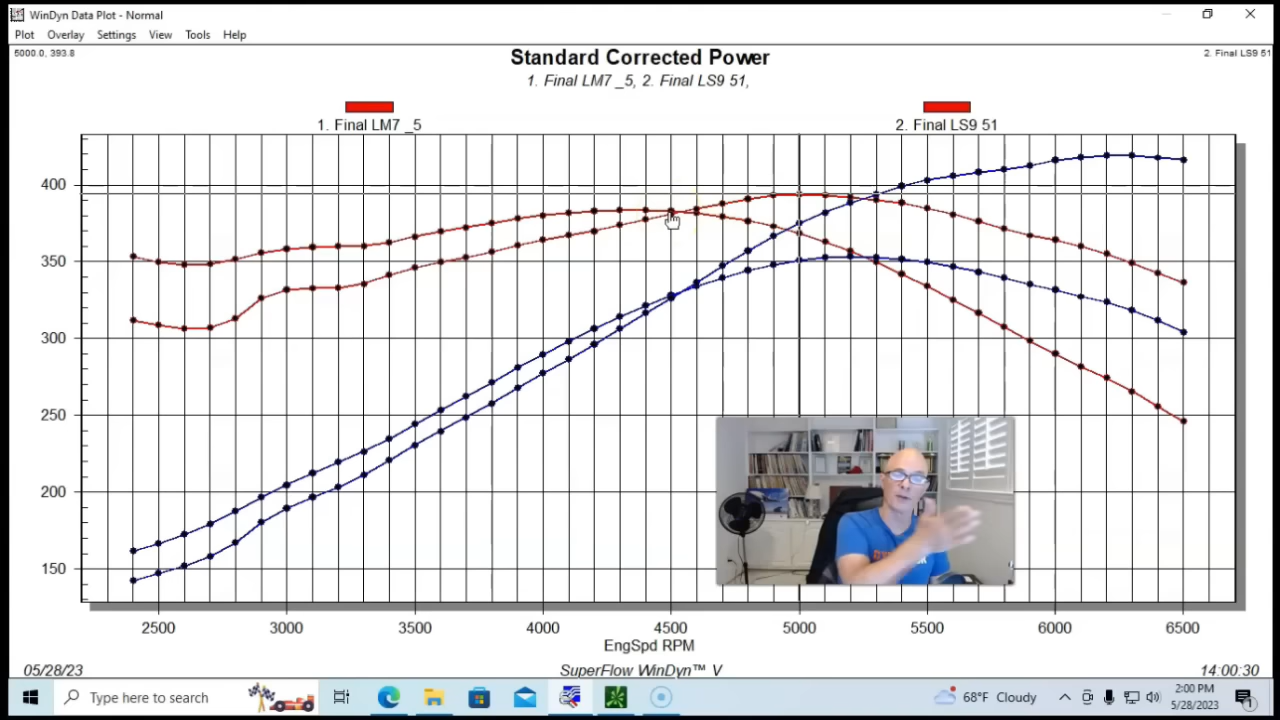 WinDyn Data Plot - Normal
Plot Overlay Settings View Tools Help
5000.0, 393.8
2. Final LS9 51
Standard Corrected Power
1. Final LM7 _5, 2. Final LS9 51,
1. Final LM7 _5
2. Final LS9 51
400
350
300
250
200
150
2500 3000 3500 4000 4500 5000 5500 6000 6500
EngSpd RPM
05/28/23
SuperFlow WinDyn™ V
14:00:30
Type here to search
68°F Cloudy
2:00 PM
5/28/2023
1